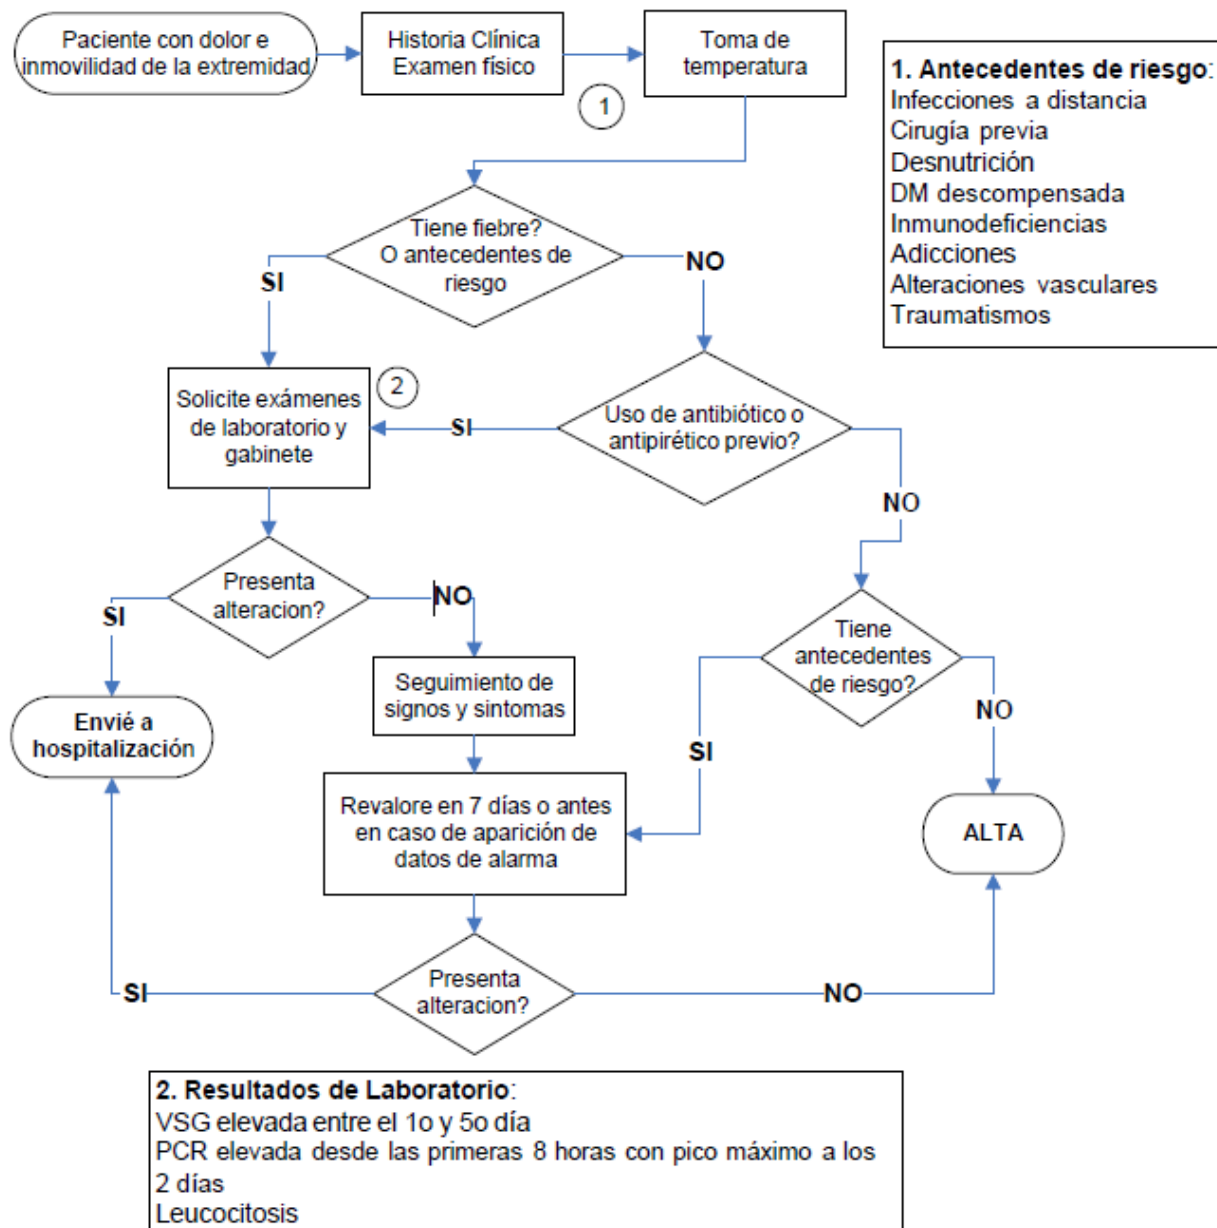 Paciente con dolor e
inmovilidad de la extremidad
Historia Clínica
Examen físico
Toma de
temperatura
1
1. Antecedentes de riesgo:
Infecciones a distancia
Cirugía previa
Desnutrición
DM descompensada
Inmunodeficiencias
Adicciones
Alteraciones vasculares
Traumatismos
Tiene fiebre?
O antecedentes de
riesgo
SI
NO
Solicite exámenes
de laboratorio y
gabinete
2
SI
Uso de antibiótico o
antipirético previo?
NO
Presenta
alteracion?
SI
NO
Tiene
antecedentes
de riesgo?
Seguimiento de
signos y sintomas
Envié a
hospitalización
SI
NO
Revalore en 7 días o antes
en caso de aparición de
datos de alarma
ALTA
Presenta
alteracion?
SI
NO
2. Resultados de Laboratorio:
VSG elevada entre el 1o y 5o día
PCR elevada desde las primeras 8 horas con pico máximo a los
2 días
Leucocitosis